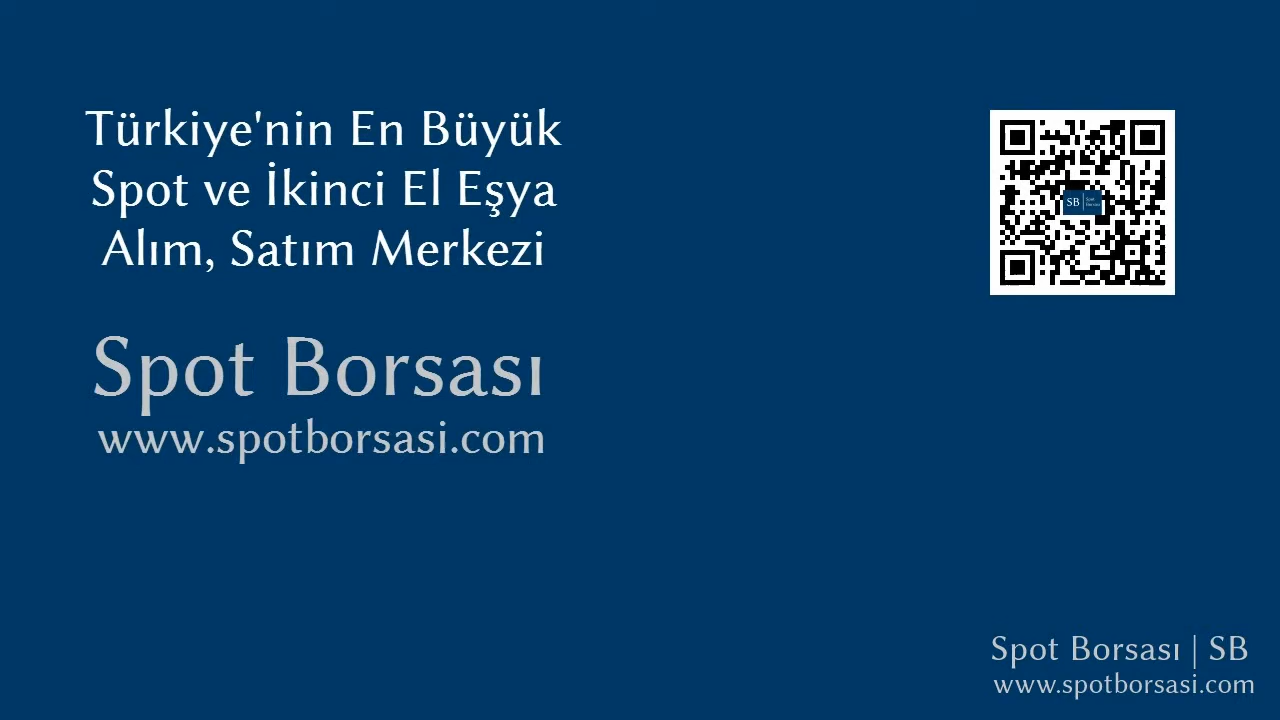 Türkiye'nin En Büyük
Spot ve İkinci El Eşya
Alım, Satım Merkezi
Spot Borsası
www.spotborsasi.com
SB
Spot Borsası | SB
www.spotborsasi.com